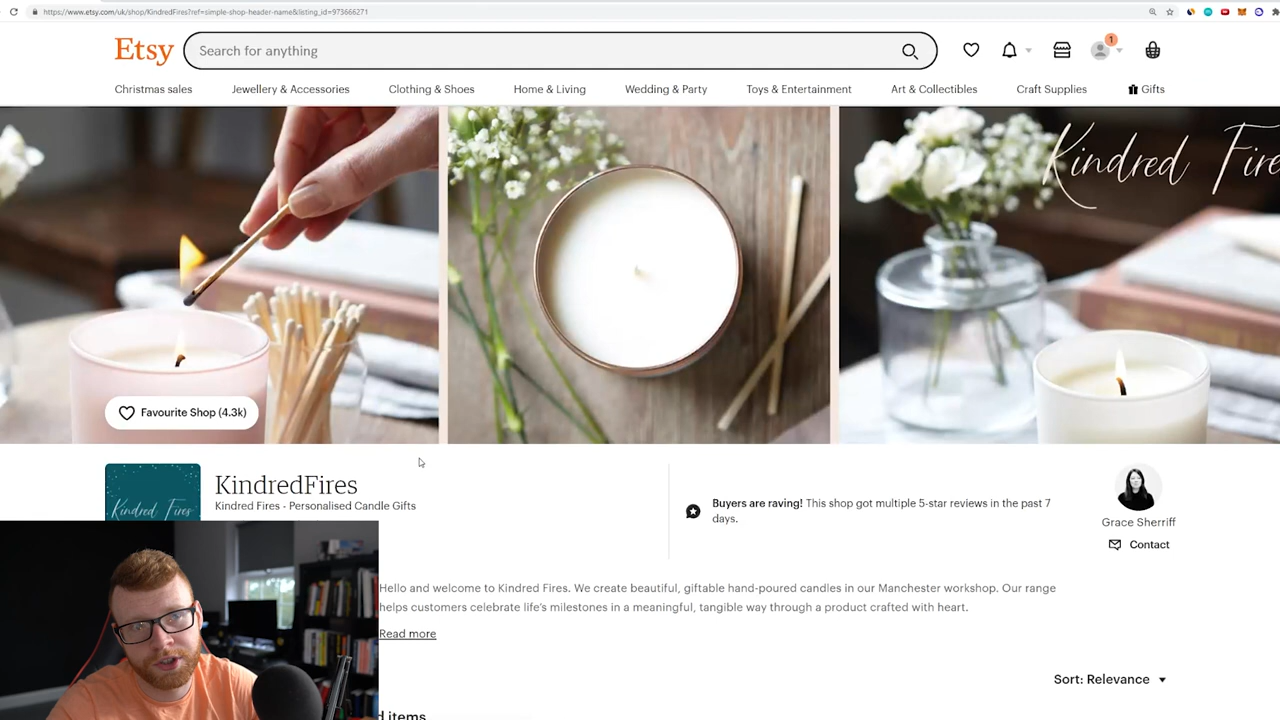 https://www.etsy.com/uk/shop/KindredFires?ref=simple-shop-header-name&listing_id=973666271
Etsy
Search for anything
1
Christmas sales
Jewellery & Accessories
Clothing & Shoes
Home & Living
Wedding & Party
Toys & Entertainment
Art & Collectibles
Craft Supplies
Gifts
Kindred Fire
Favourite Shop (4.3k)
Kindred Fires
KindredFires
Kindred Fires - Personalised Candle Gifts
Buyers are raving! This shop got multiple 5-star reviews in the past 7
days.
Grace Sherriff
Contact
Hello and welcome to Kindred Fires. We create beautiful, giftable hand-poured candles in our Manchester workshop. Our range
helps customers celebrate life's milestones in a meaningful, tangible way through a product crafted with heart.
Read more
Sort: Relevance
d items